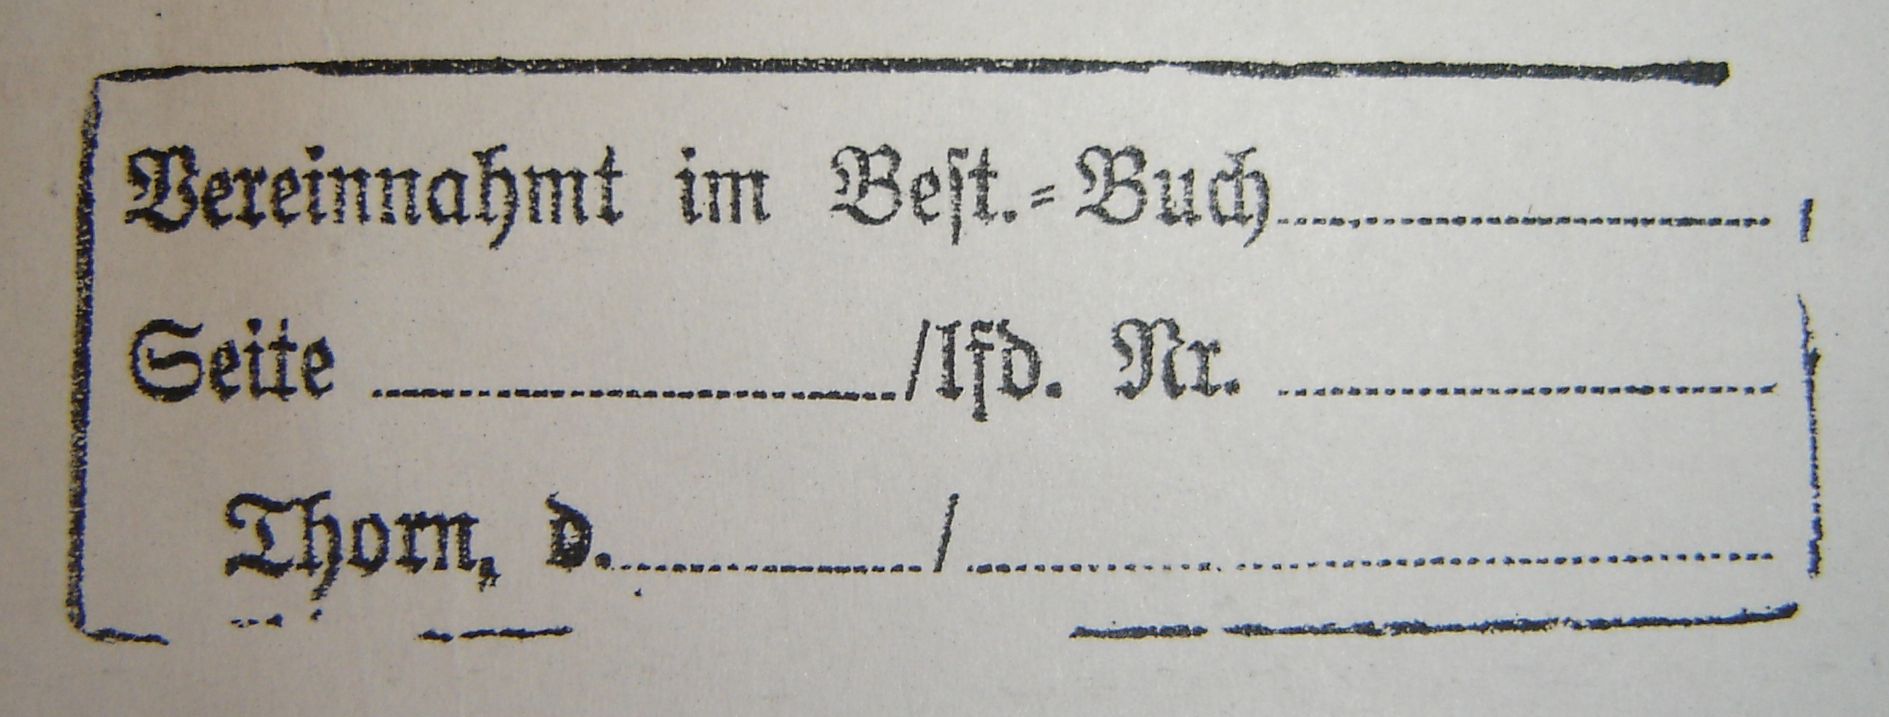 Vereinnahmt im Best.=Buch....................
Seite ..................../lfd. Nr. ....................
Thorn, d.............../..............................